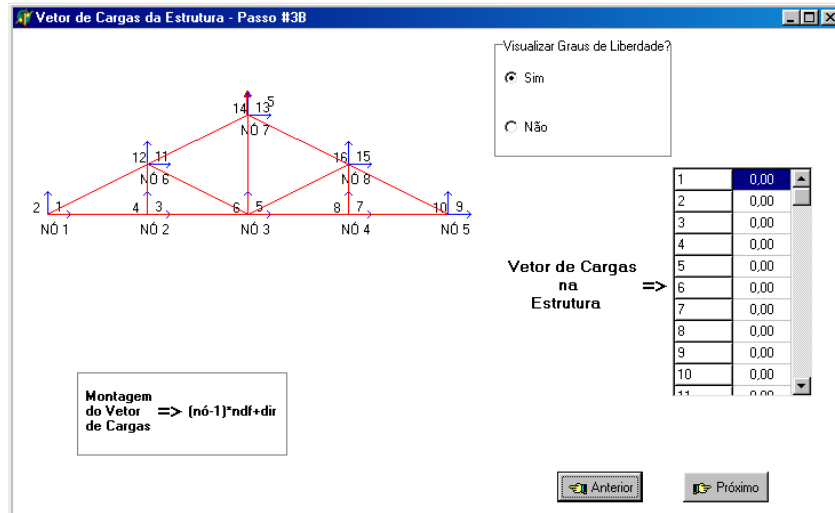 Vetor de Cargas da Estrutura - Passo #3B
Visualizar Graus de Liberdade?
Sim
Não
14 13 5
NÓ 7
12 11
NÓ 6
16 15
NÓ 8
2 1
NÓ 1
4 3
NÓ 2
6 5
NÓ 3
8 7
NÓ 4
10 9
NÓ 5
Vetor de Cargas
na
Estrutura
=>
1 0,00
2 0,00
3 0,00
4 0,00
5 0,00
6 0,00
7 0,00
8 0,00
9 0,00
10 0,00
11 0,00
Montagem
do Vetor => (nó-1)*ndf+dir
de Cargas
Anterior
Próximo